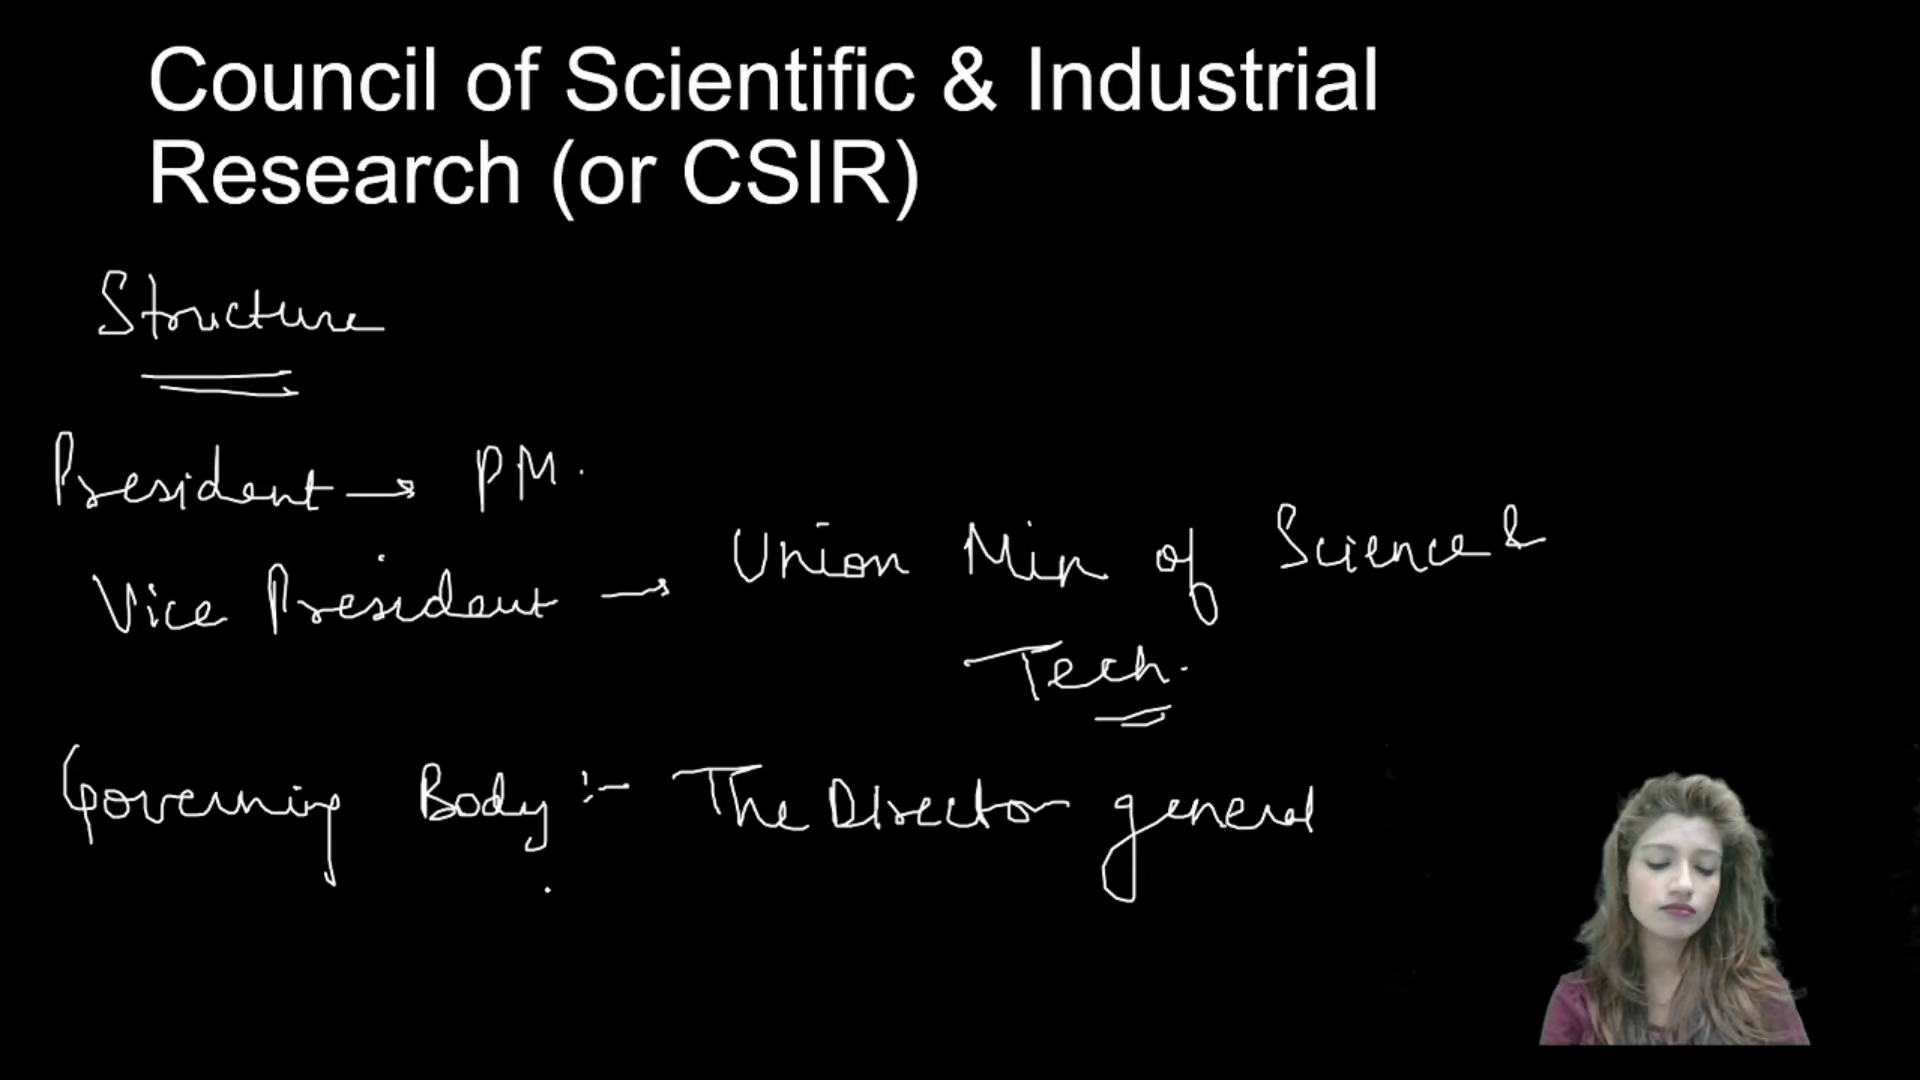 Council of Scientific & Industrial
Research (or CSIR)
Structure
President → PM.
Vice President → Union Min of Science &
Tech.
Governing Body :- The Director general